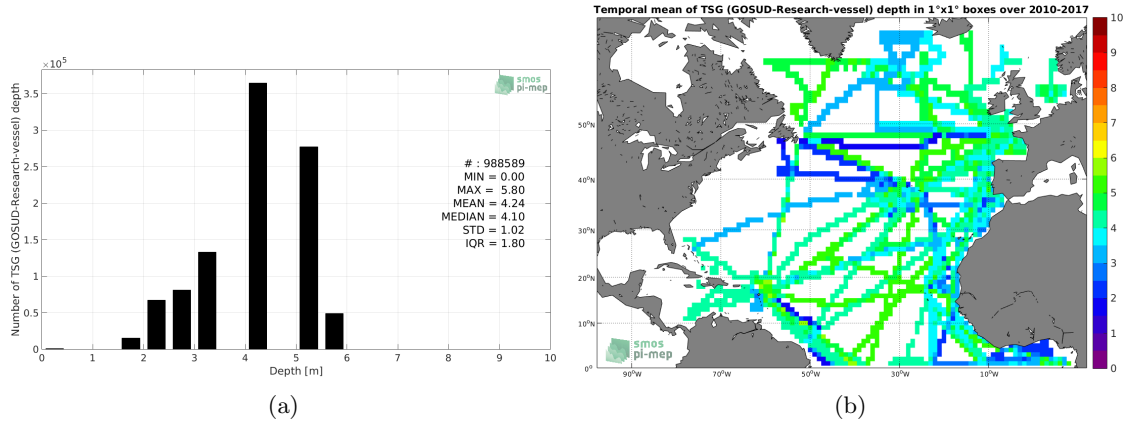 Temporal mean of TSG (GOSUD-Research-vessel) depth in 1°x1° boxes over 2010-2017
×10⁵
smos
pi-mep
Number of TSG (GOSUD-Research-vessel) depth
3.5
3
2.5
2
1.5
1
0.5
0
# : 988589
MIN = 0.00
MAX = 5.80
MEAN = 4.24
MEDIAN = 4.10
STD = 1.02
IQR = 1.80
0 1 2 3 4 5 6 7 8 9 10
Depth [m]
(a)
50°N
40°N
30°N
20°N
10°N
0°
90°W 70°W 50°W 30°W 10°W
smos
pi-mep
10
9
8
7
6
5
4
3
2
1
0
(b)